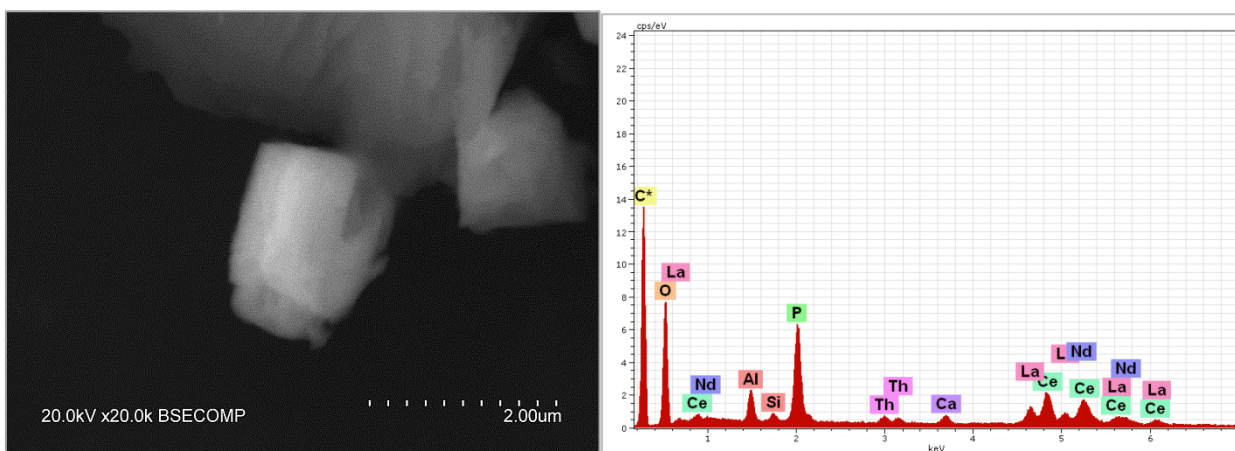 20.0kV x20.0k BSECOMP 2.00um
cps/eV
24
22
20
18
16
14
12
10
8
6
4
2
0
C*
La
O
P
Nd
Ce
Al
Si
Th
Th
Ca
La
Ce
L
Nd
Ce
Nd
La
Ce
La
Ce
1 2 3 4 5 6
keV